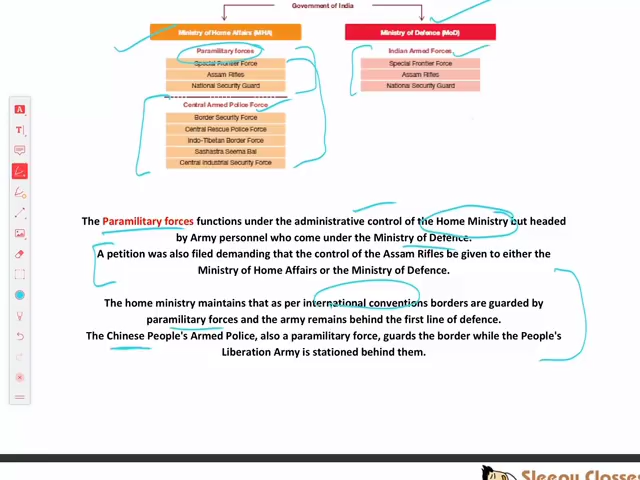 Government of India
Ministry of Home Affairs (MHA)
Ministry of Defence (MoD)
Paramilitary forces
Indian Armed Forces
Special Frontier Force
Special Frontier Force
Assam Rifles
Assam Rifles
National Security Guard
National Security Guard
Central Armed Police Force
Border Security Force
Central Rescue Police Force
Indo-Tibetan Border Force
Sashastra Seema Bal
Central Industrial Security Force
The Paramilitary forces functions under the administrative control of the Home Ministry but headed
by Army personnel who come under the Ministry of Defence.
A petition was also filed demanding that the control of the Assam Rifles be given to either the
Ministry of Home Affairs or the Ministry of Defence.
The home ministry maintains that as per international conventions borders are guarded by
paramilitary forces and the army remains behind the first line of defence.
The Chinese People's Armed Police, also a paramilitary force, guards the border while the People's
Liberation Army is stationed behind them.
Sleepy Classes